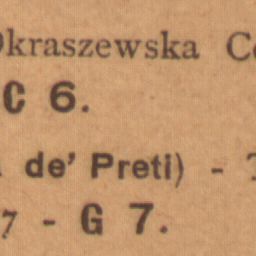 Okraszewska
C 6.
de' Preti) -
7 - G 7.